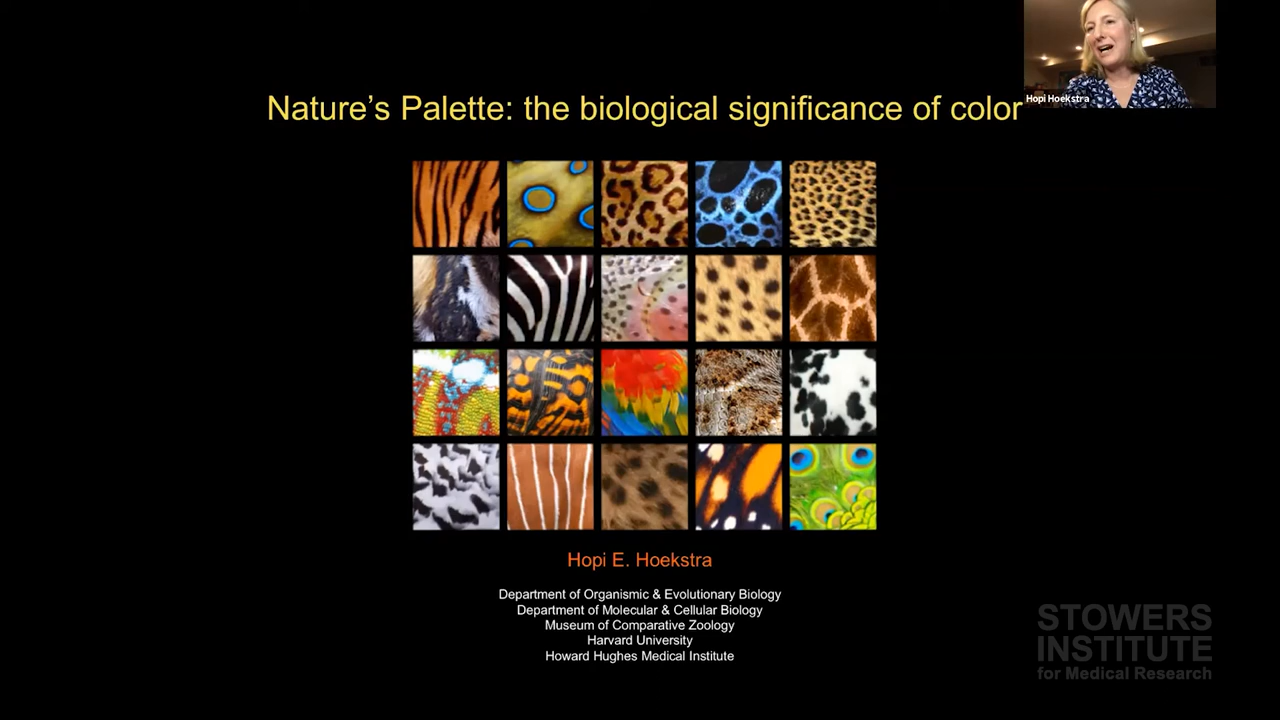 Nature's Palette: the biological significance of color
Hopi Hoekstra
Hopi E. Hoekstra
Department of Organismic & Evolutionary Biology
Department of Molecular & Cellular Biology
Museum of Comparative Zoology
Harvard University
Howard Hughes Medical Institute
STOWERS
INSTITUTE
for Medical Research